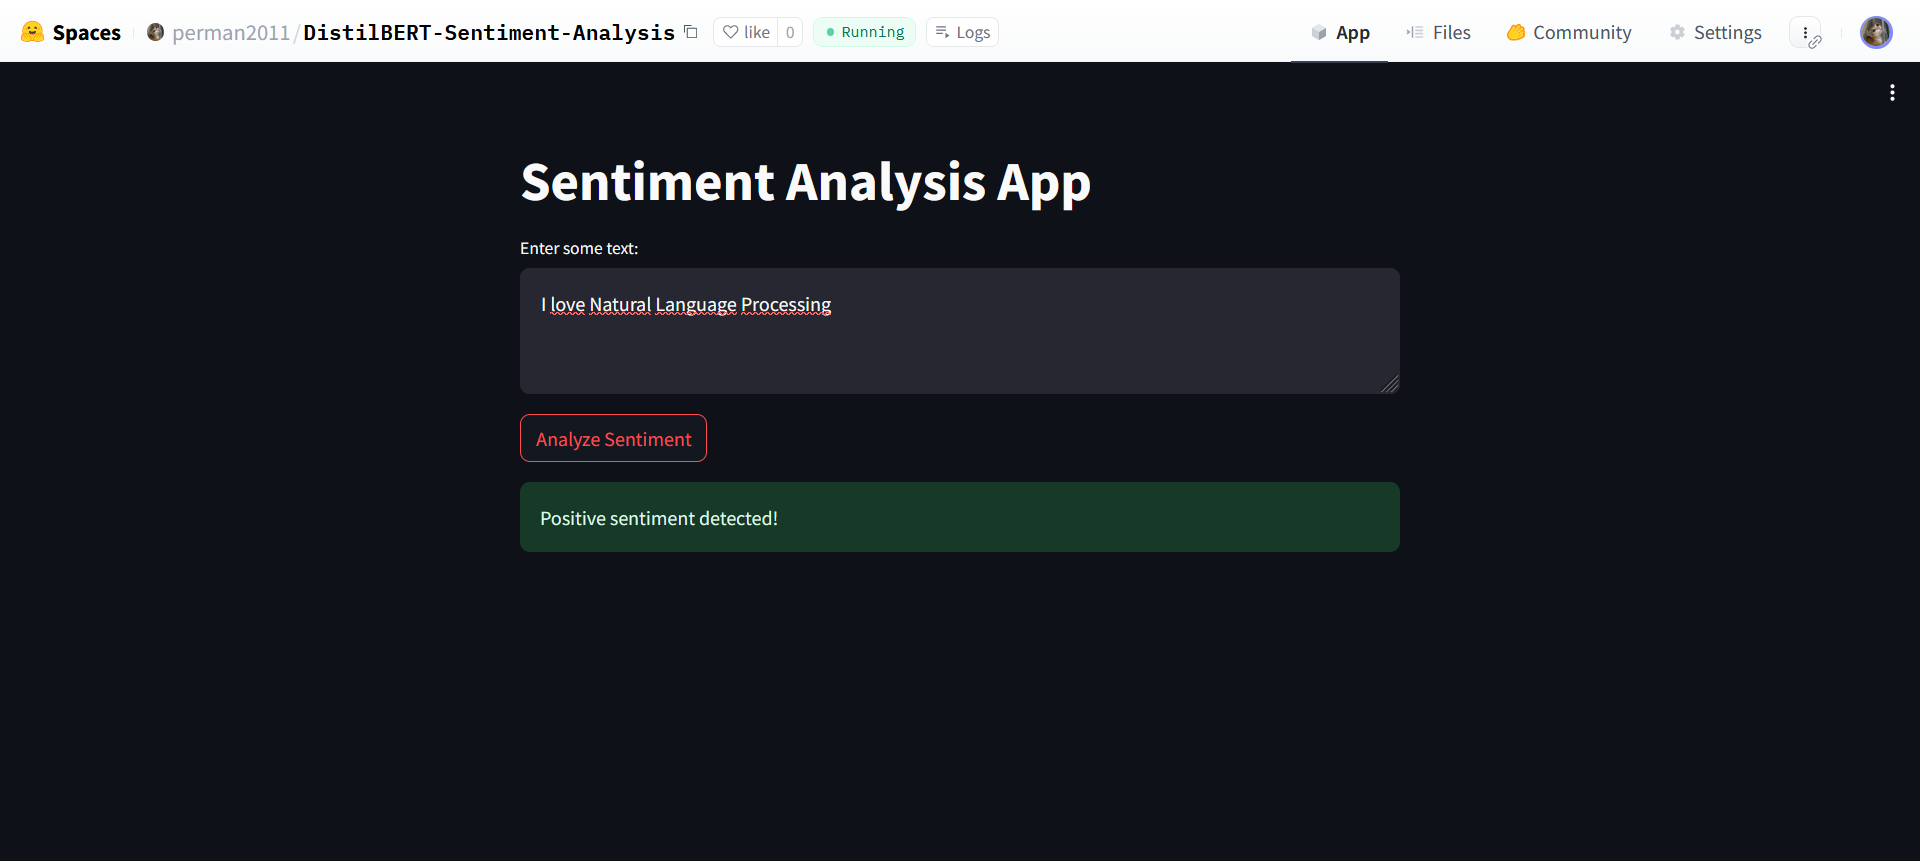 Spaces perman2011/DistilBERT-Sentiment-Analysis like 0 Running Logs App Files Community Settings
Sentiment Analysis App
Enter some text:
I love Natural Language Processing
Analyze Sentiment
Positive sentiment detected!